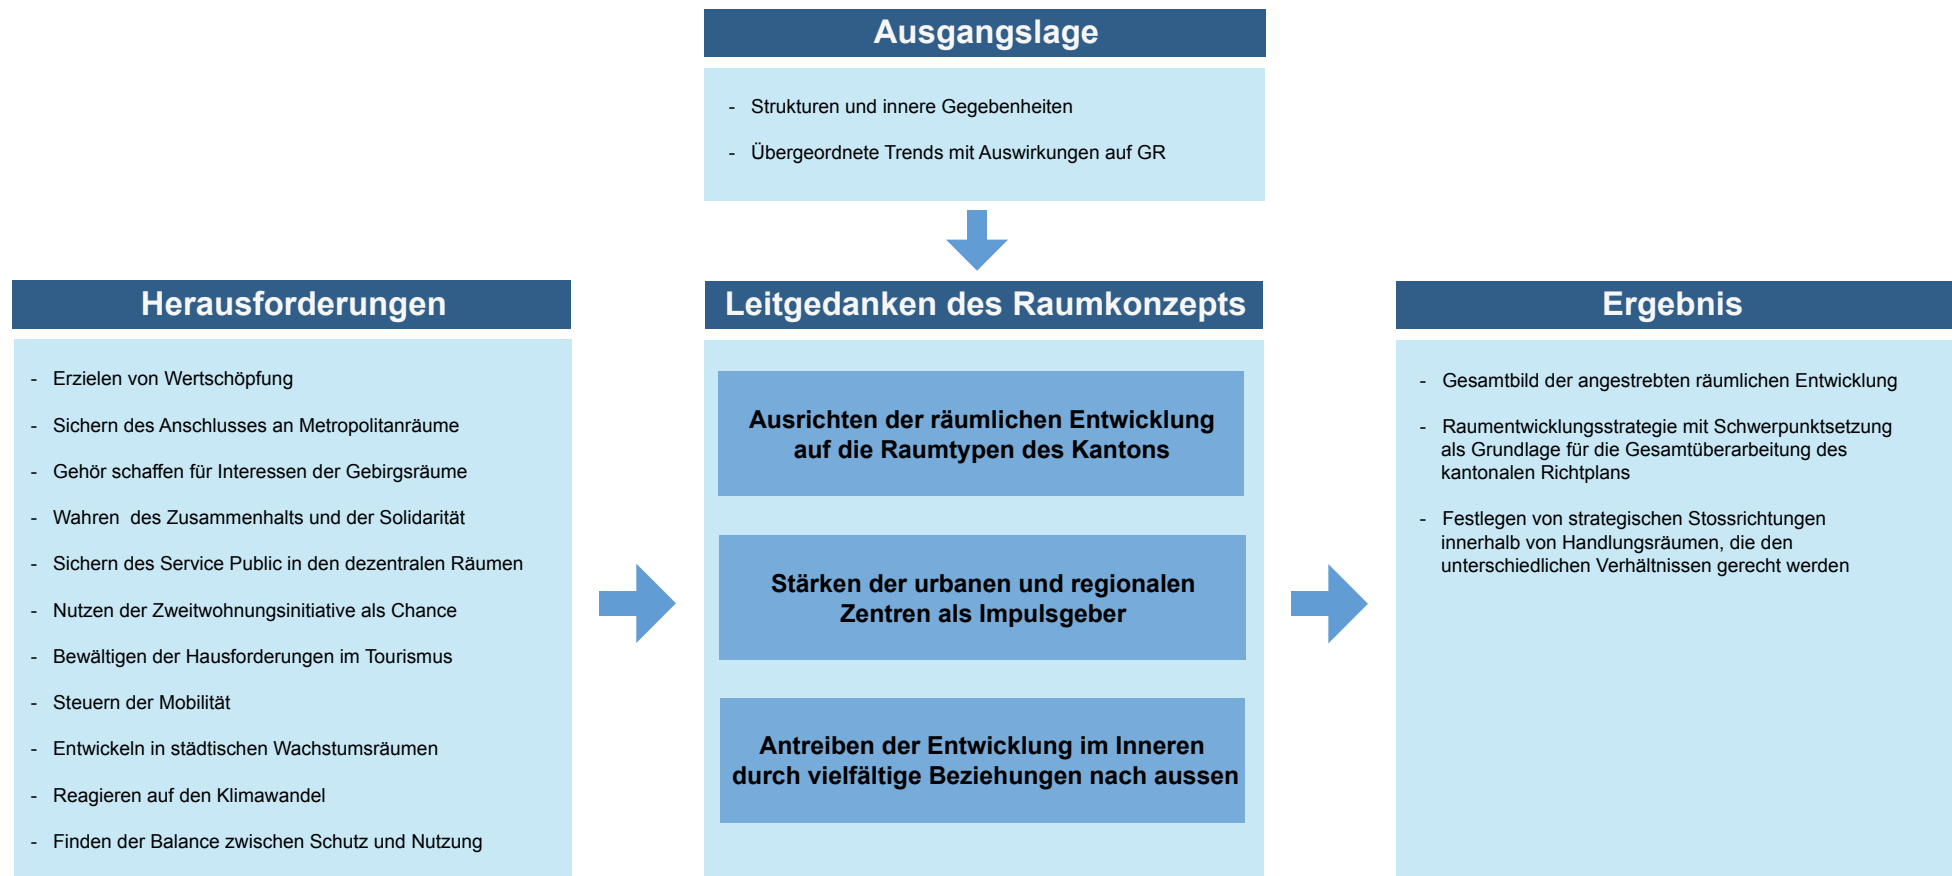 Ausgangslage
- Strukturen und innere Gegebenheiten
- Übergeordnete Trends mit Auswirkungen auf GR
Herausforderungen
- Erzielen von Wertschöpfung
- Sichern des Anschlusses an Metropolitanräume
- Gehör schaffen für Interessen der Gebirgsräume
- Wahren  des Zusammenhalts und der Solidarität
- Sichern des Service Public in den dezentralen Räumen
- Nutzen der Zweitwohnungsinitiative als Chance
- Bewältigen der Hausforderungen im Tourismus
- Steuern der Mobilität
- Entwickeln in städtischen Wachstumsräumen
- Reagieren auf den Klimawandel
- Finden der Balance zwischen Schutz und Nutzung
Leitgedanken des Raumkonzepts
Ausrichten der räumlichen Entwicklung
auf die Raumtypen des Kantons
Stärken der urbanen und regionalen
Zentren als Impulsgeber
Antreiben der Entwicklung im Inneren
durch vielfältige Beziehungen nach aussen
Ergebnis
- Gesamtbild der angestrebten räumlichen Entwicklung
- Raumentwicklungsstrategie mit Schwerpunktsetzung
als Grundlage für die Gesamtüberarbeitung des
kantonalen Richtplans
- Festlegen von strategischen Stossrichtungen
innerhalb von Handlungsräumen, die den
unterschiedlichen Verhältnissen gerecht werden